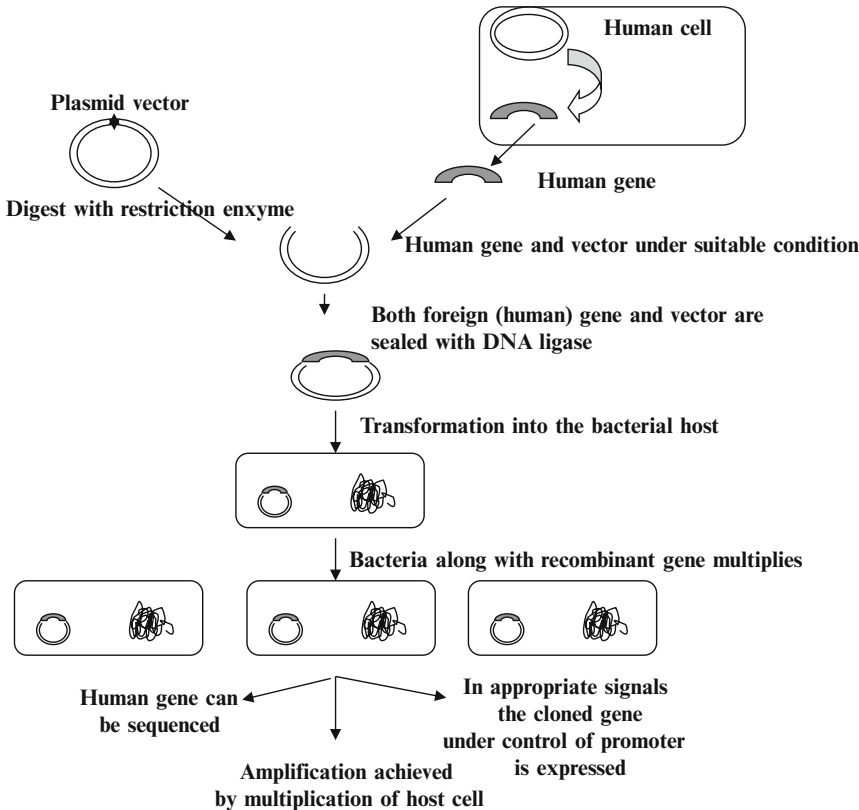 Human cell
Plasmid vector
Human gene
Digest with restriction enxyme
Human gene and vector under suitable condition
Both foreign (human) gene and vector are
sealed with DNA ligase
Transformation into the bacterial host
Bacteria along with recombinant gene multiplies
Human gene can
be sequenced
In appropriate signals
the cloned gene
under control of promoter
is expressed
Amplification achieved
by multiplication of host cell